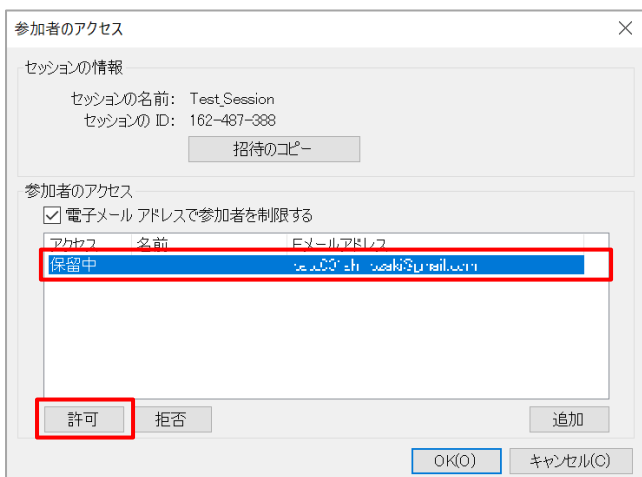 参加者のアクセス
セッションの情報
セッションの名前: Test_Session
セッションの ID: 162-487-388
招待のコピー
参加者のアクセス
電子メール アドレスで参加者を制限する
アクセス 名前 Eメールアドレス
保留中
許可 拒否 追加
OK(O) キャンセル(C)